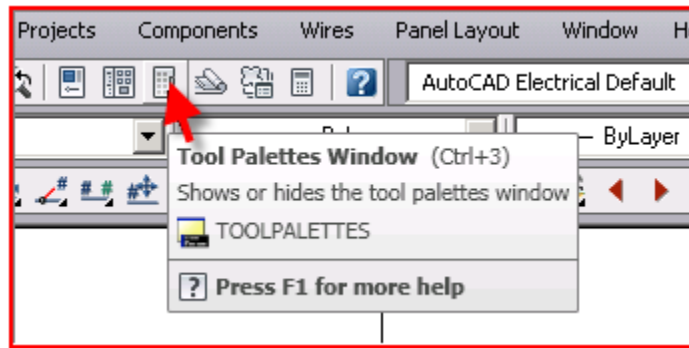 Projects Components Wires Panel Layout Window
AutoCAD Electrical Default
ByLayer
Tool Palettes Window (Ctrl+3)
Shows or hides the tool palettes window
TOOLPALETTES
? Press F1 for more help